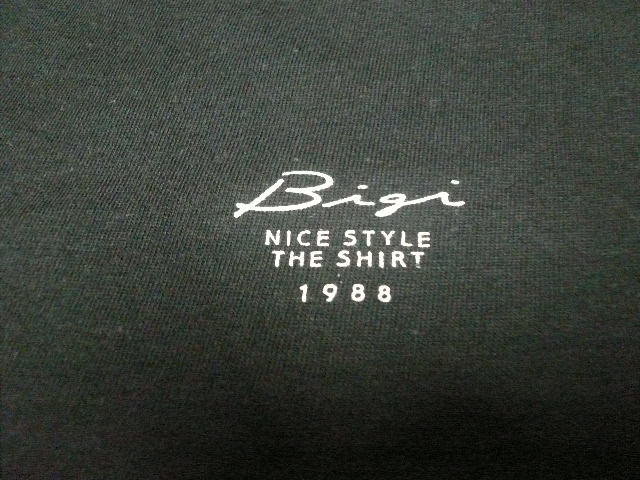 Bigi
NICE STYLE
THE SHIRT
1988